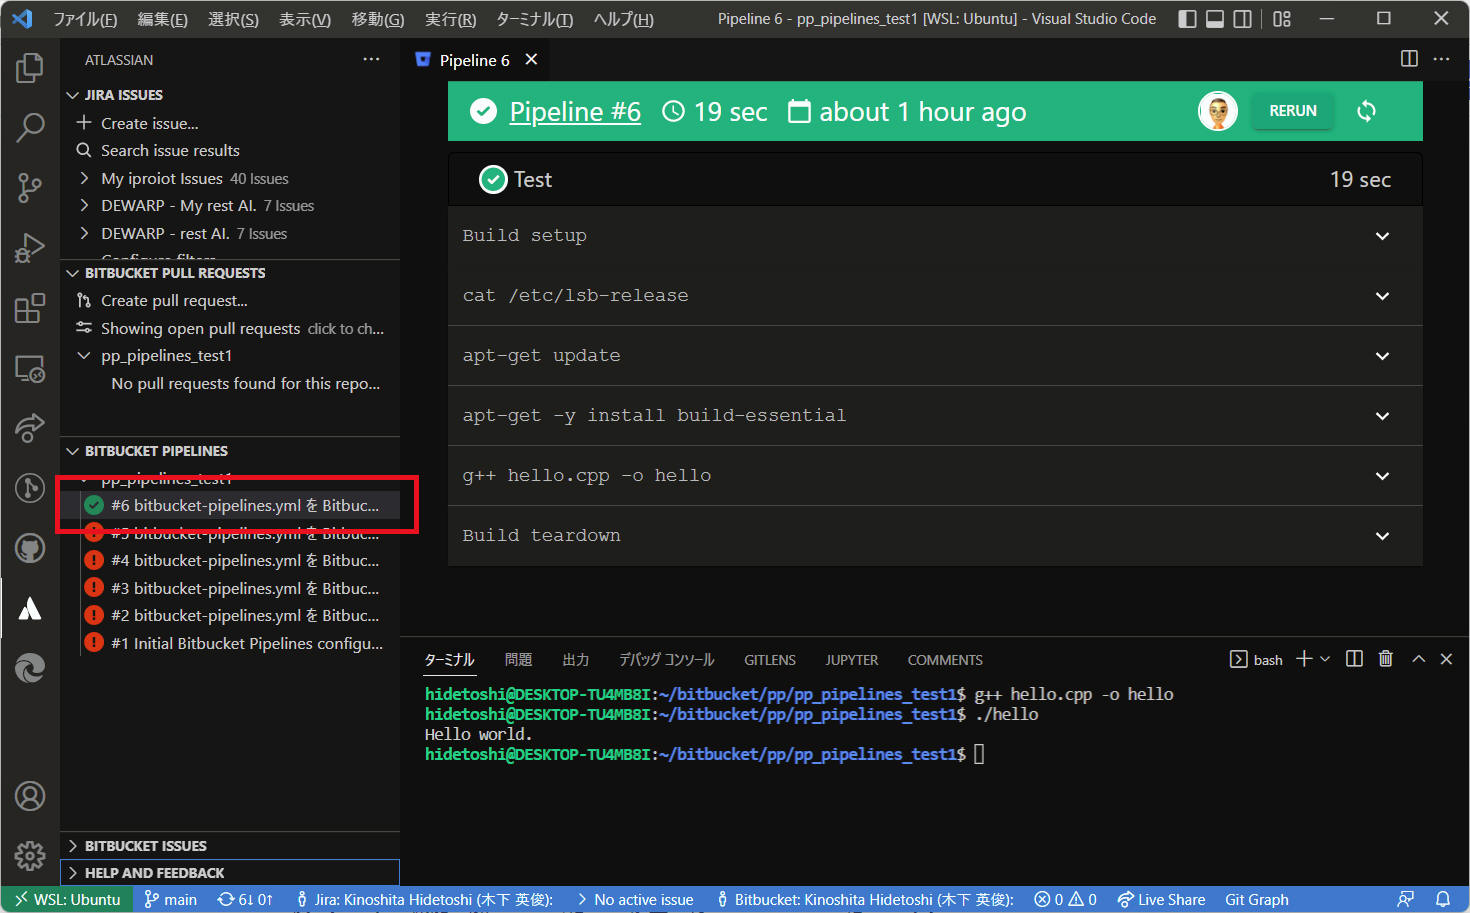 ファイル(F) 編集(E) 選択(S) 表示(V) 移動(G) 実行(R) ターミナル(T) ヘルプ(H) Pipeline 6 - pp_pipelines_test1 [WSL: Ubuntu] - Visual Studio Code
ATLASSIAN
JIRA ISSUES
Create issue...
Search issue results
My iproiot Issues 40 Issues
DEWARP - My rest AI. 7 Issues
DEWARP - rest AI. 7 Issues
Configure filters
BITBUCKET PULL REQUESTS
Create pull request...
Showing open pull requests click to ch...
pp_pipelines_test1
No pull requests found for this repo...
BITBUCKET PIPELINES
pp_pipelines_test1
#6 bitbucket-pipelines.yml を Bitbuc...
#5 bitbucket-pipelines.yml を Bitbuc...
#4 bitbucket-pipelines.yml を Bitbuc...
#3 bitbucket-pipelines.yml を Bitbuc...
#2 bitbucket-pipelines.yml を Bitbuc...
#1 Initial Bitbucket Pipelines configu...
BITBUCKET ISSUES
HELP AND FEEDBACK
Pipeline 6
Pipeline #6 19 sec about 1 hour ago RERUN
Test 19 sec
Build setup
cat /etc/lsb-release
apt-get update
apt-get -y install build-essential
g++ hello.cpp -o hello
Build teardown
ターミナル 問題 出力 デバッグ コンソール GITLENS JUPYTER COMMENTS bash
hidetoshi@DESKTOP-TU4MB8I:~/bitbucket/pp/pp_pipelines_test1$ g++ hello.cpp -o hello
hidetoshi@DESKTOP-TU4MB8I:~/bitbucket/pp/pp_pipelines_test1$ ./hello
Hello world.
hidetoshi@DESKTOP-TU4MB8I:~/bitbucket/pp/pp_pipelines_test1$
WSL: Ubuntu main 6↓ 0↑ Jira: Kinoshita Hidetoshi (木下 英俊): No active issue Bitbucket: Kinoshita Hidetoshi (木下 英俊): 0 0 Live Share Git Graph